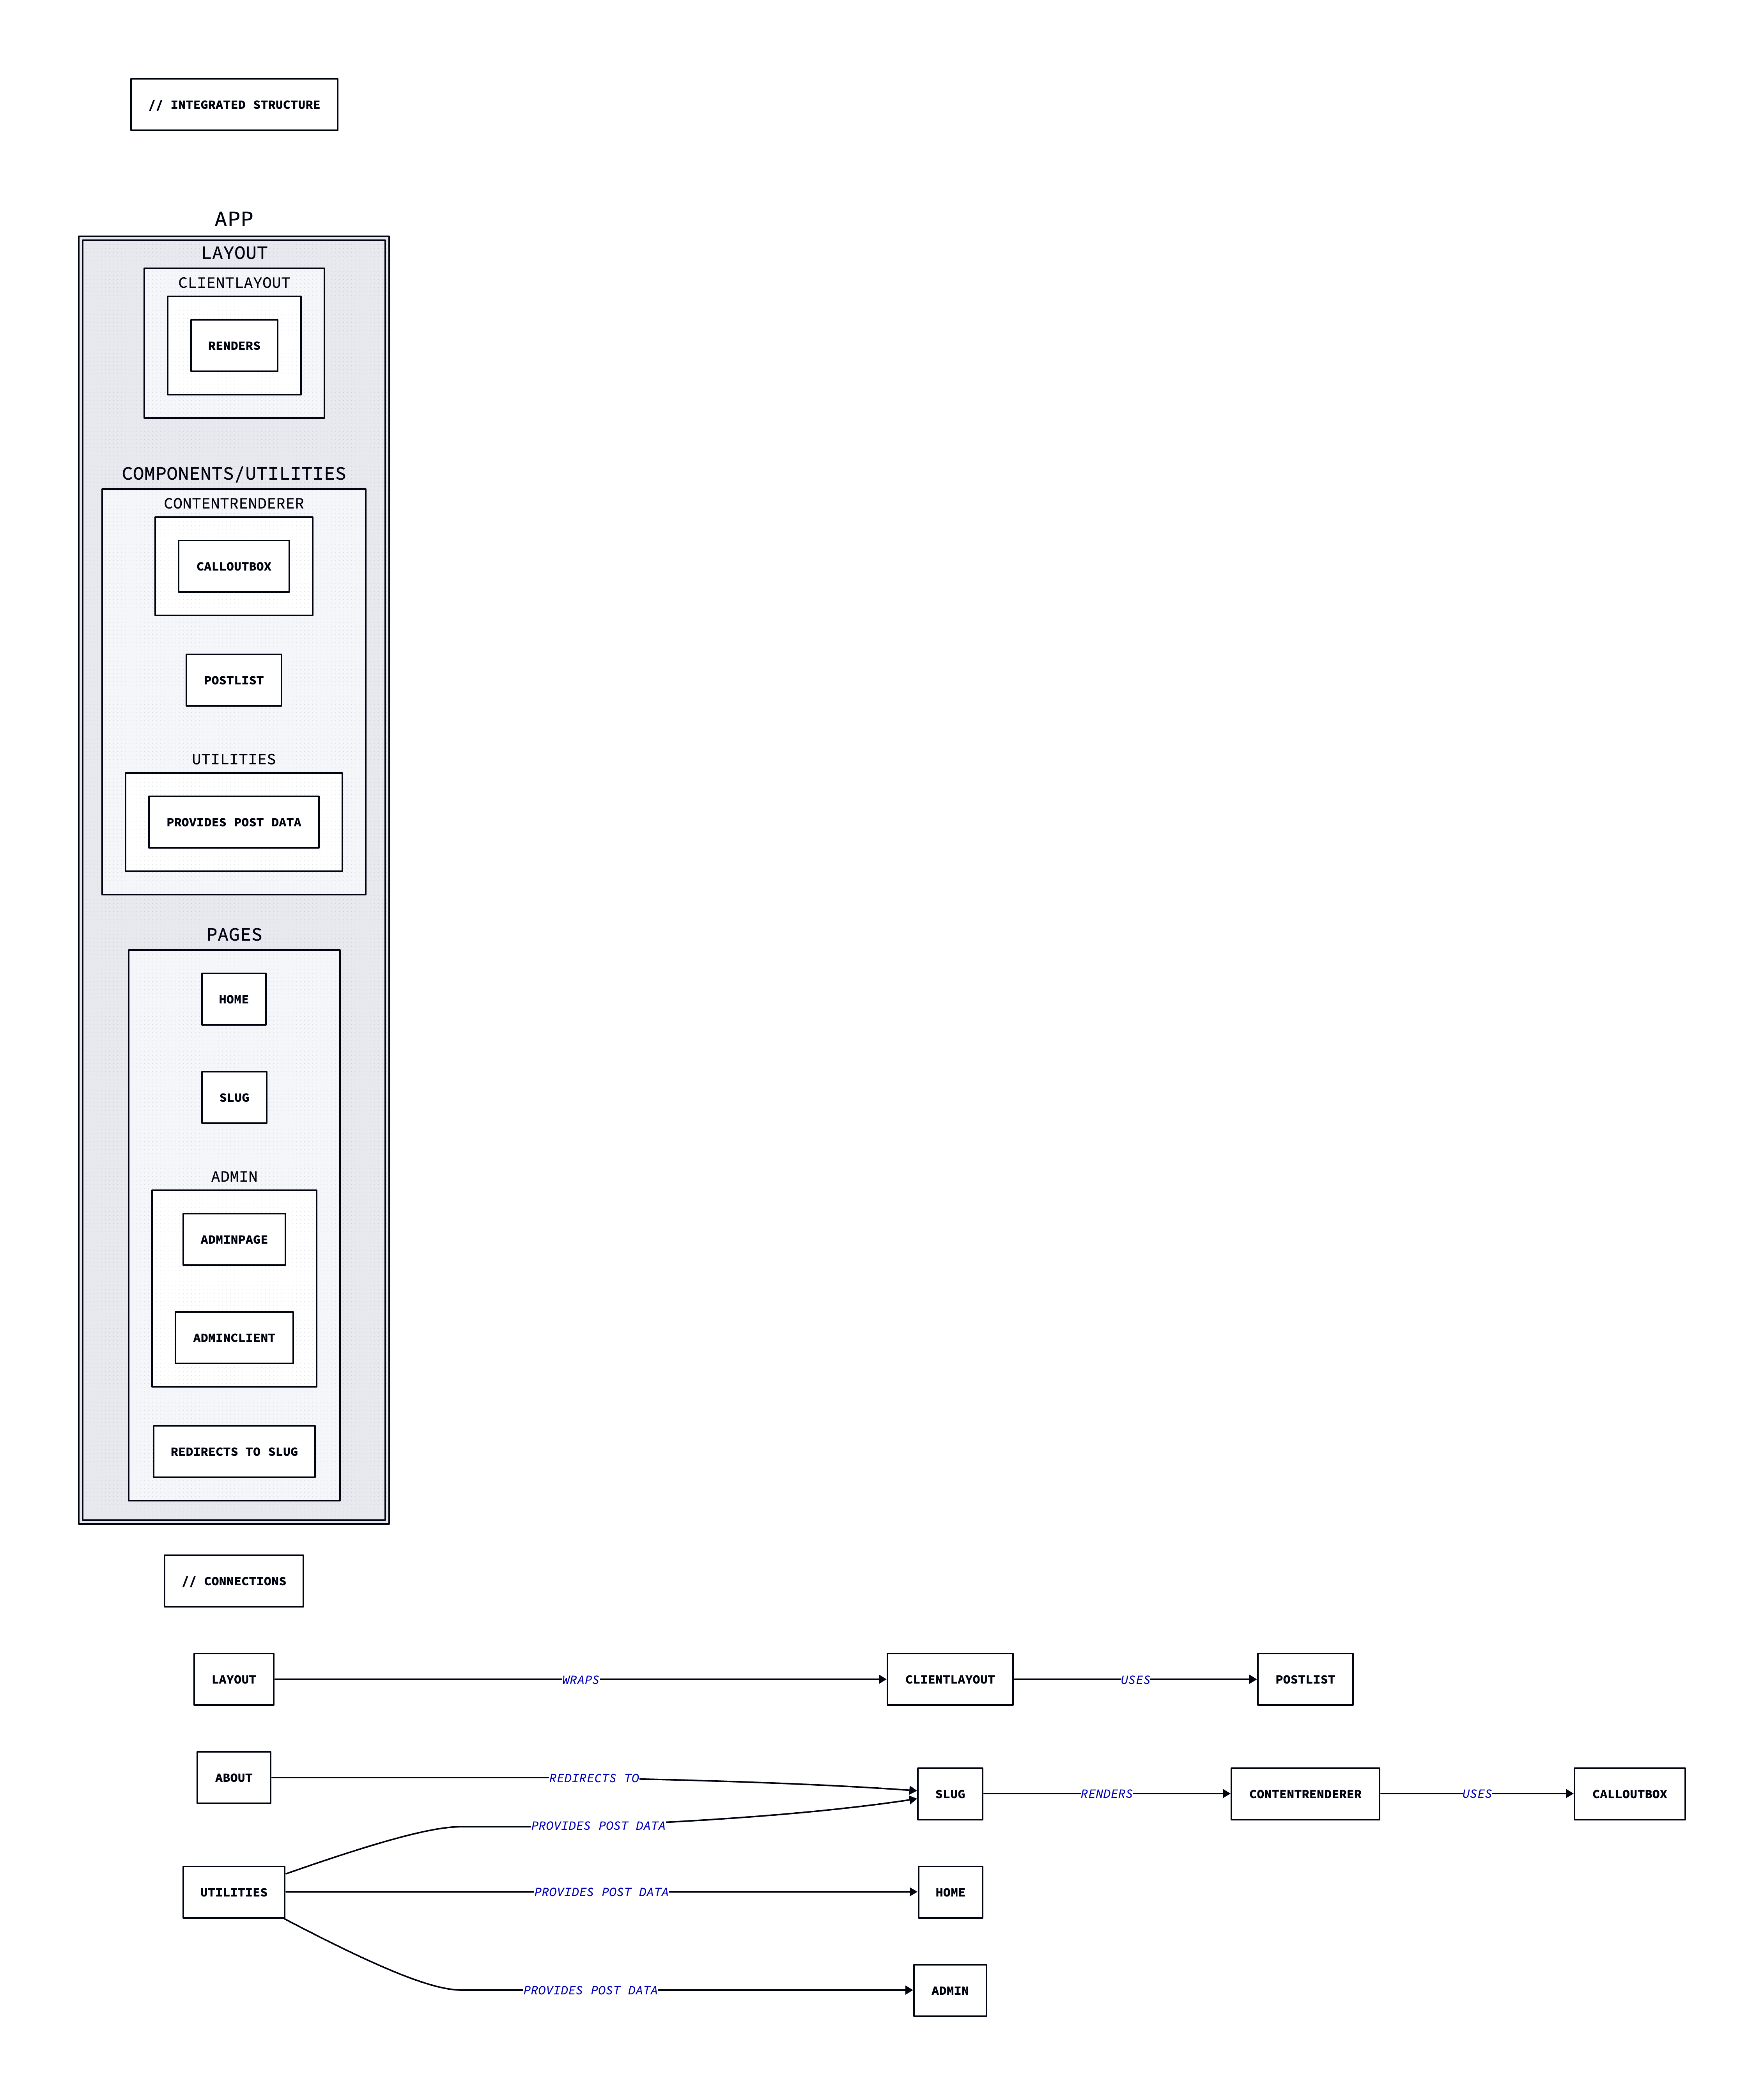 // INTEGRATED STRUCTURE
APP
LAYOUT
CLIENTLAYOUT
RENDERS
COMPONENTS/UTILITIES
CONTENTRENDERER
CALLOUTBOX
POSTLIST
UTILITIES
PROVIDES POST DATA
PAGES
HOME
SLUG
ADMIN
ADMINPAGE
ADMINCLIENT
REDIRECTS TO SLUG
// CONNECTIONS
LAYOUT WRAPS CLIENTLAYOUT USES POSTLIST
ABOUT REDIRECTS TO
SLUG RENDERS CONTENTRENDERER USES CALLOUTBOX
PROVIDES POST DATA
UTILITIES PROVIDES POST DATA HOME
PROVIDES POST DATA ADMIN